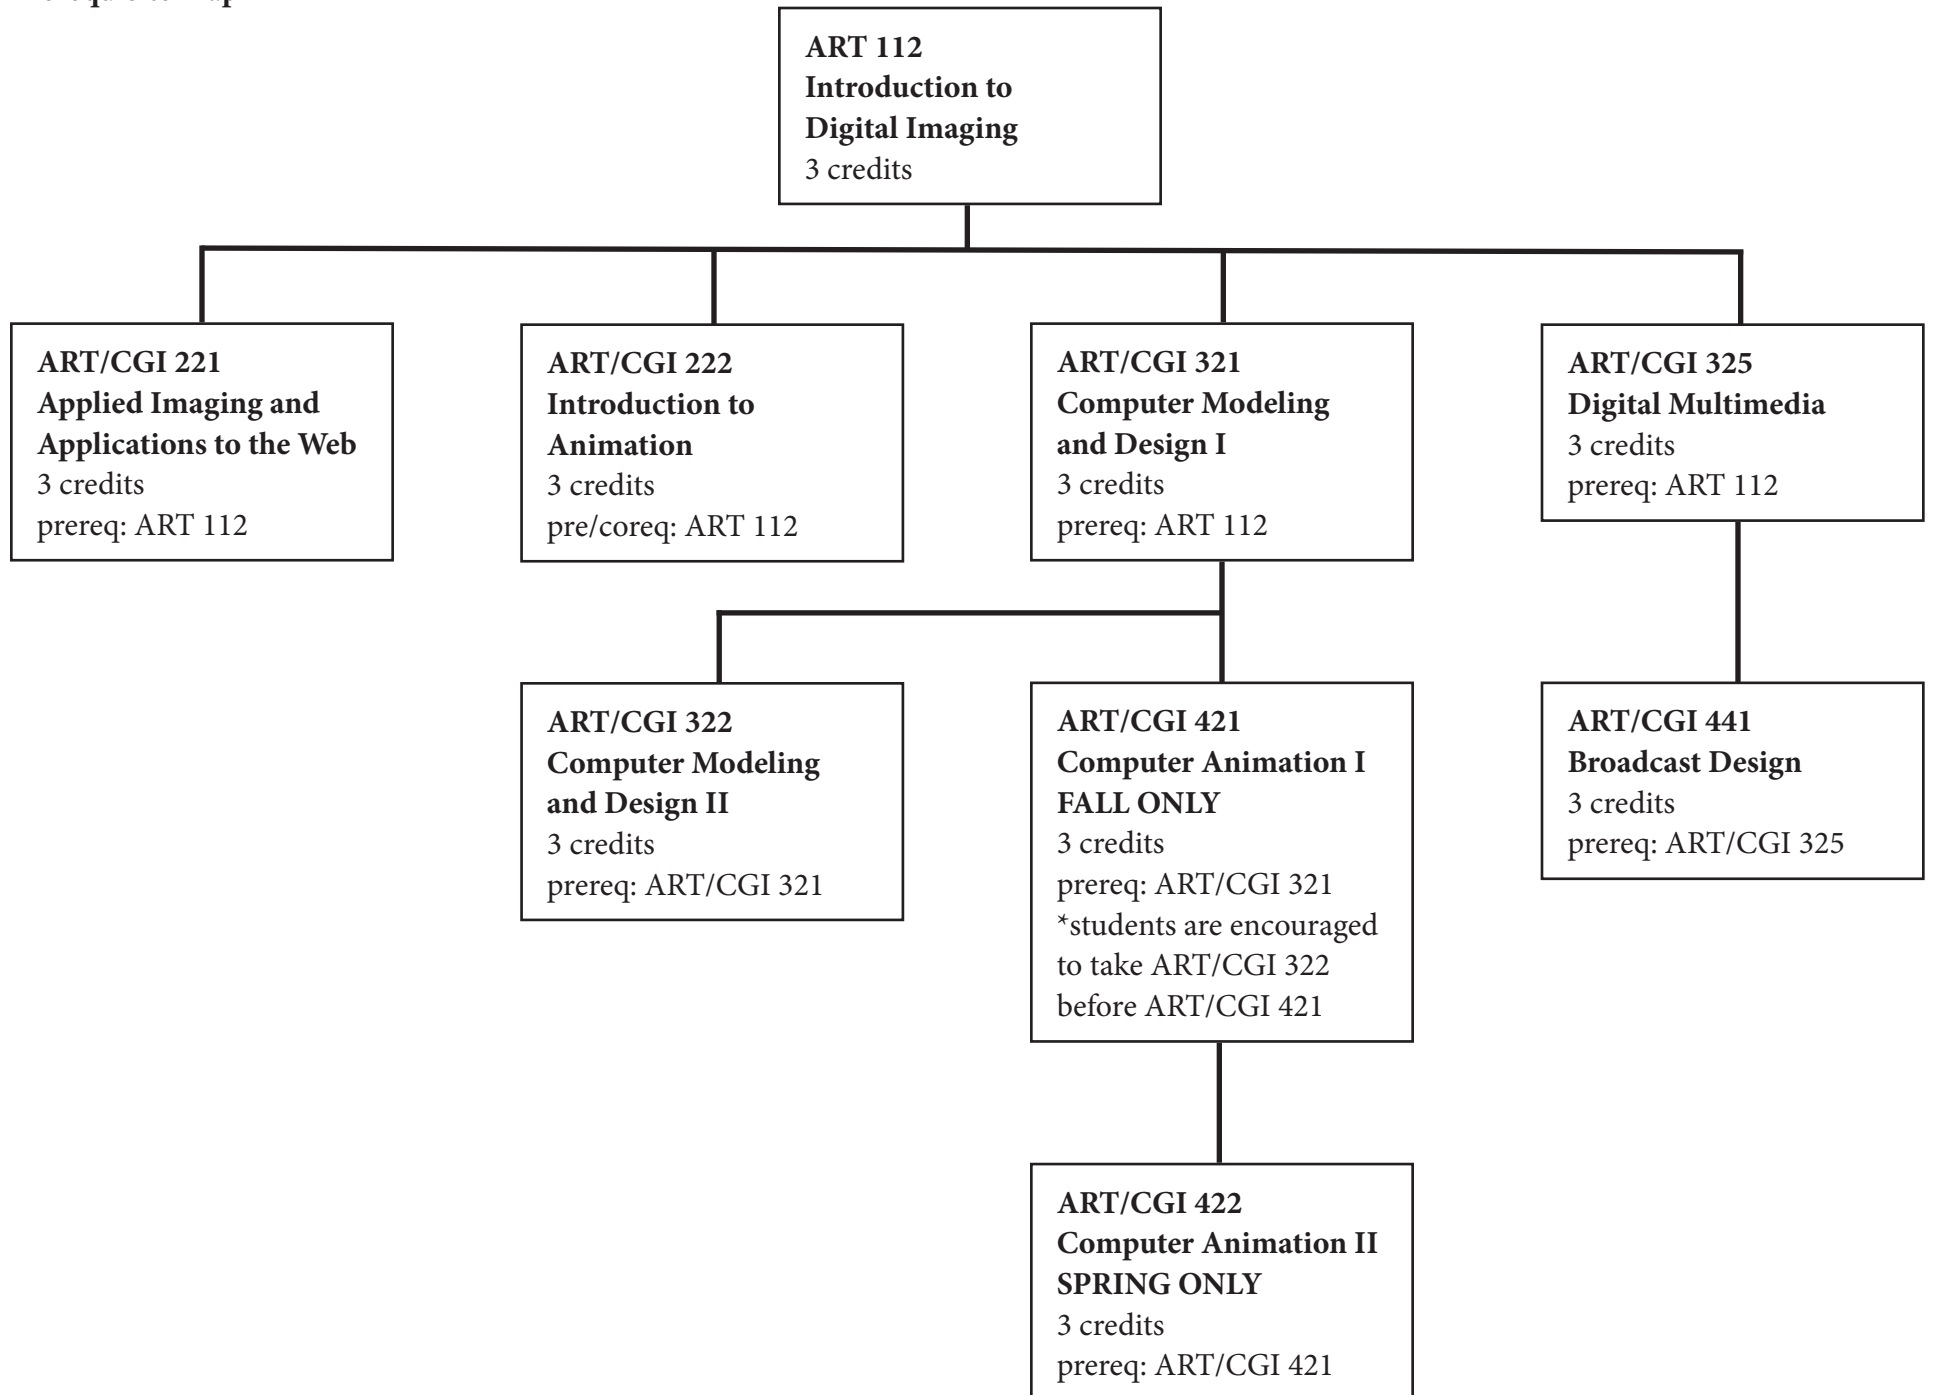 ART 112
Introduction to
Digital Imaging
3 credits
ART/CGI 221
Applied Imaging and
Applications to the Web
3 credits
prereq: ART 112
ART/CGI 222
Introduction to
Animation
3 credits
pre/coreq: ART 112
ART/CGI 321
Computer Modeling
and Design I
3 credits
prereq: ART 112
ART/CGI 325
Digital Multimedia
3 credits
prereq: ART 112
ART/CGI 322
Computer Modeling
and Design II
3 credits
prereq: ART/CGI 321
ART/CGI 421
Computer Animation I
FALL ONLY
3 credits
prereq: ART/CGI 321
*students are encouraged
to take ART/CGI 322
before ART/CGI 421
ART/CGI 441
Broadcast Design
3 credits
prereq: ART/CGI 325
ART/CGI 422
Computer Animation II
SPRING ONLY
3 credits
prereq: ART/CGI 421